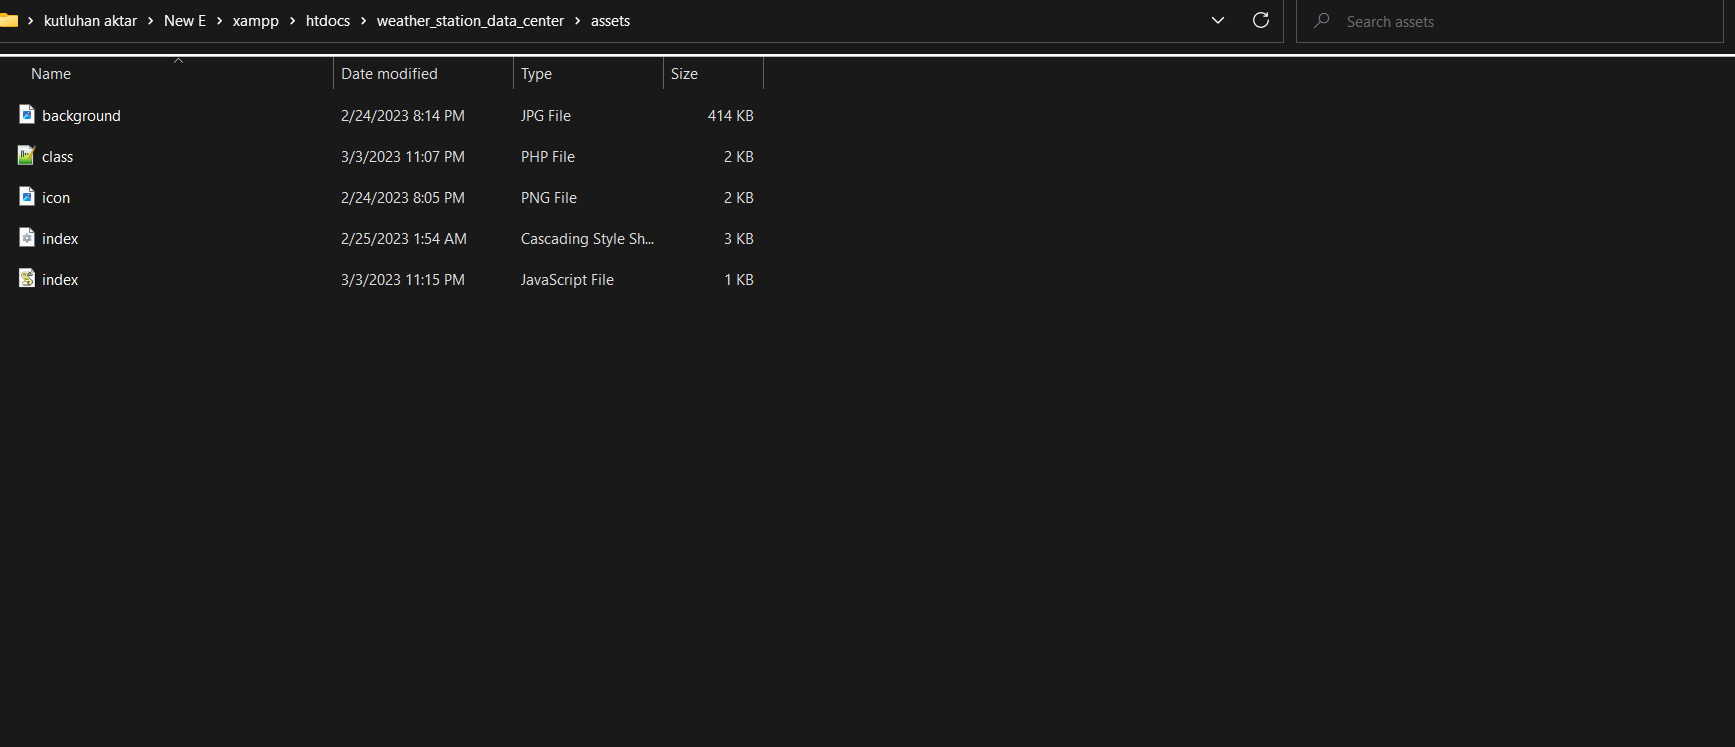 kutluhan aktar > New E > xampp > htdocs > weather_station_data_center > assets Search assets
Name Date modified Type Size
background 2/24/2023 8:14 PM JPG File 414 KB
class 3/3/2023 11:07 PM PHP File 2 KB
icon 2/24/2023 8:05 PM PNG File 2 KB
index 2/25/2023 1:54 AM Cascading Style Sh... 3 KB
index 3/3/2023 11:15 PM JavaScript File 1 KB